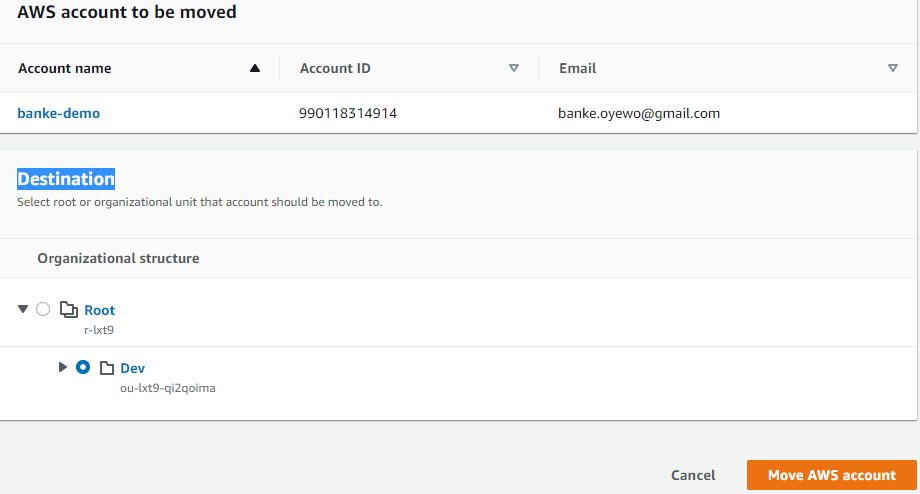 AWS account to be moved
Account name Account ID Email
banke-demo 990118314914 banke.oyewo@gmail.com
Destination
Select root or organizational unit that account should be moved to.
Organizational structure
Root
r-lxt9
Dev
ou-lxt9-qi2qoima
Cancel Move AWS account